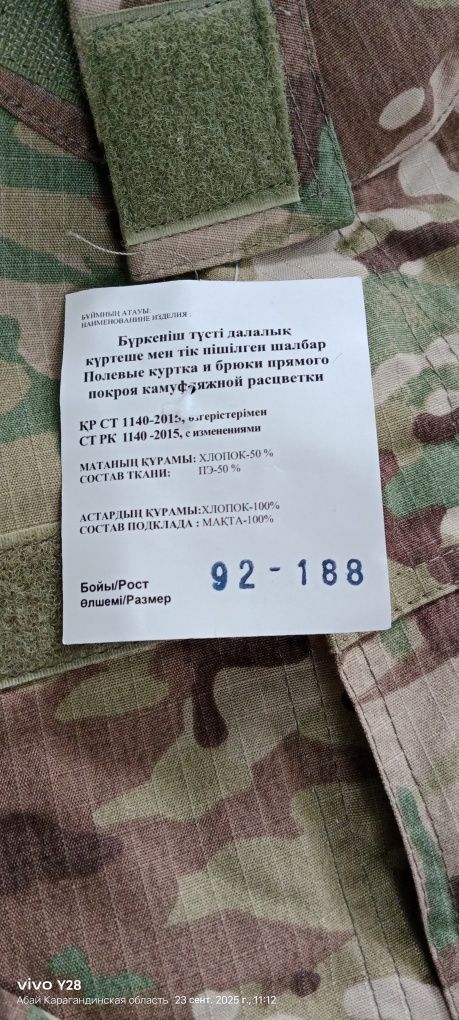 БҰЙМНЫҢ АТАУЫ:
НАИМЕНОВАНИНЕ ИЗДЕЛИЯ :
Бүркеніш түсті далалық
күртеше мен тік пішілген шалбар
Полевые куртка и брюки прямого
покроя камуфляжной расцветки
ҚР СТ 1140-2015, өзгерістерімен
СТ РК 1140 -2015, с изменениями
МАТАНЫҢ ҚҰРАМЫ: ХЛОПОК-50 %
СОСТАВ ТКАНИ: ПЭ-50 %
АСТАРДЫҢ ҚҰРАМЫ:ХЛОПОК-100%
СОСТАВ ПОДКЛАДА : МАҚТА-100%
Бойы/Рост
өлшемі/Размер
92-188
vivo Y28
Абай Карагандинская область 23 сент. 2025 г., 11:12